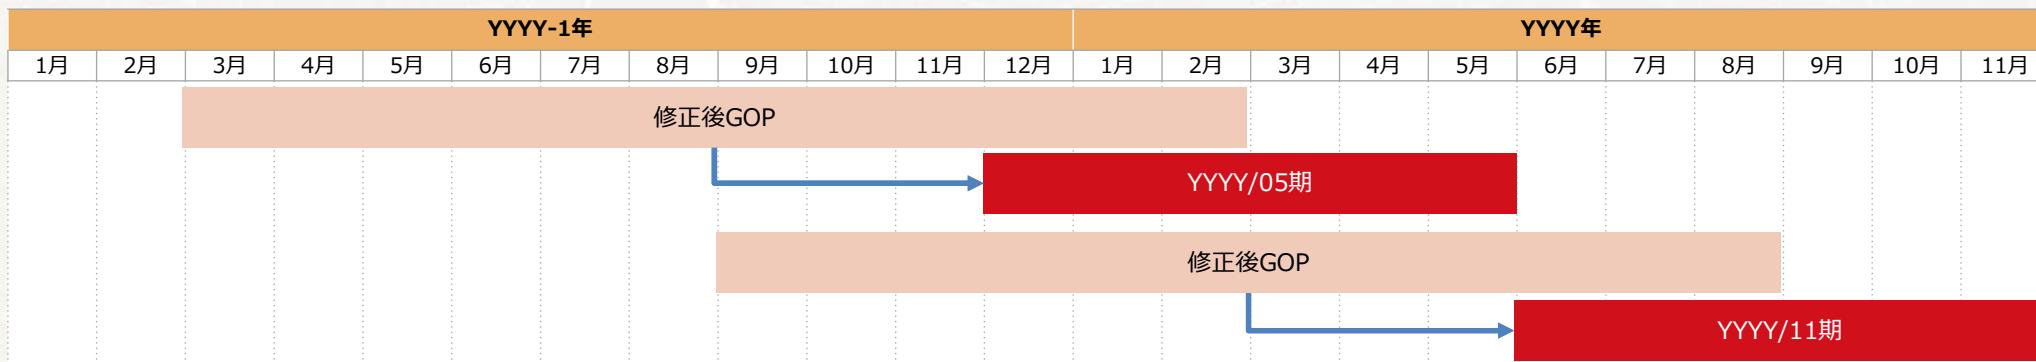 YYYY-1年 YYYY年
1月 2月 3月 4月 5月 6月 7月 8月 9月 10月 11月 12月 1月 2月 3月 4月 5月 6月 7月 8月 9月 10月 11月
修正後GOP
YYYY/05期
修正後GOP
YYYY/11期